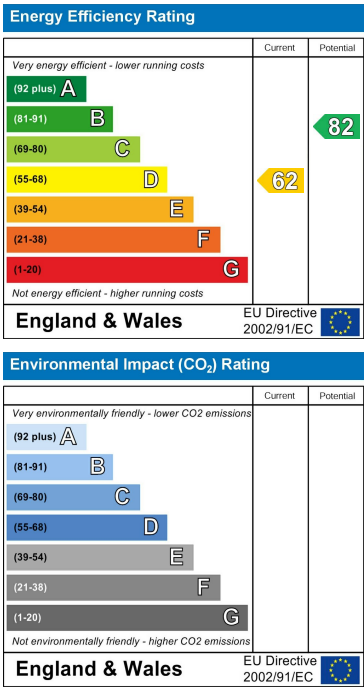 Energy Efficiency Rating
Current Potential
Very energy efficient - lower running costs
(92 plus) A
(81-91) B
82
(69-80) C
(55-68) D
62
(39-54) E
(21-38) F
(1-20) G
Not energy efficient - higher running costs
England & Wales
EU Directive
2002/91/EC
Environmental Impact (CO₂) Rating
Current Potential
Very environmentally friendly - lower CO2 emissions
(92 plus) A
(81-91) B
(69-80) C
(55-68) D
(39-54) E
(21-38) F
(1-20) G
Not environmentally friendly - higher CO2 emissions
England & Wales
EU Directive
2002/91/EC